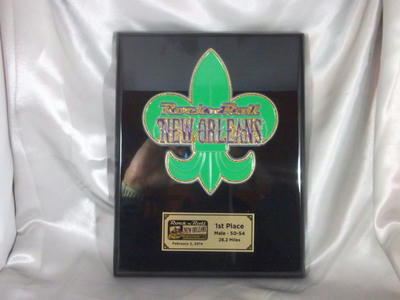 Rock 'n' Roll
NEW ORLEANS
Rock 'n' Roll
NEW ORLEANS
February 2, 2014
1st Place
Male - 50-54
26.2 Miles